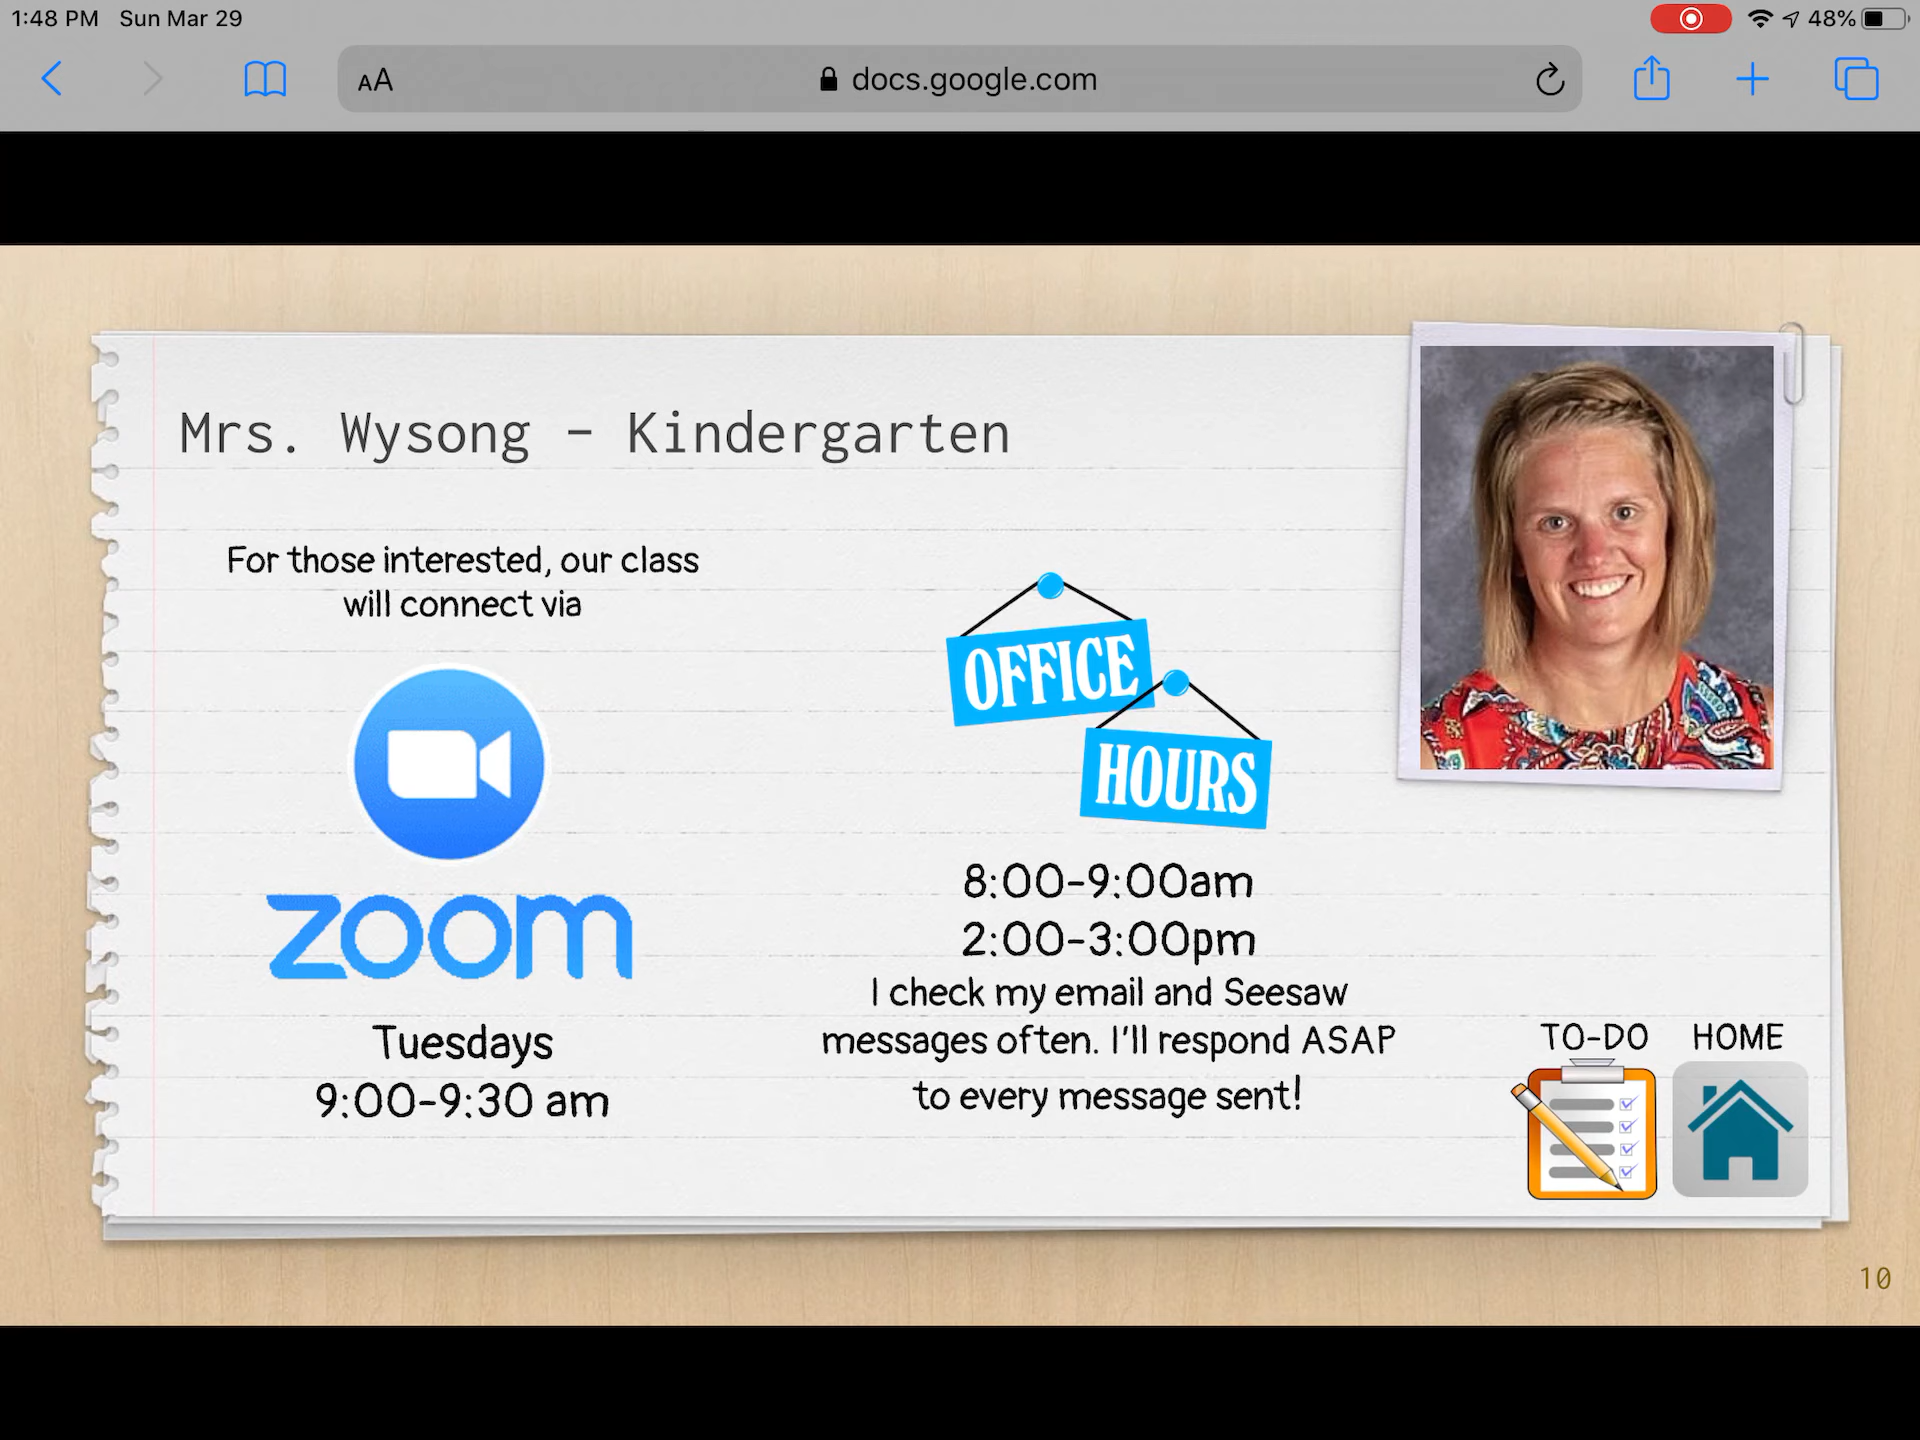 1:48 PM Sun Mar 29
48%
AA
docs.google.com
Mrs. Wysong - Kindergarten
For those interested, our class
will connect via
zoom
Tuesdays
9:00-9:30 am
OFFICE
HOURS
8:00-9:00am
2:00-3:00pm
I check my email and Seesaw
messages often. I'll respond ASAP
to every message sent!
TO-DO
HOME
10